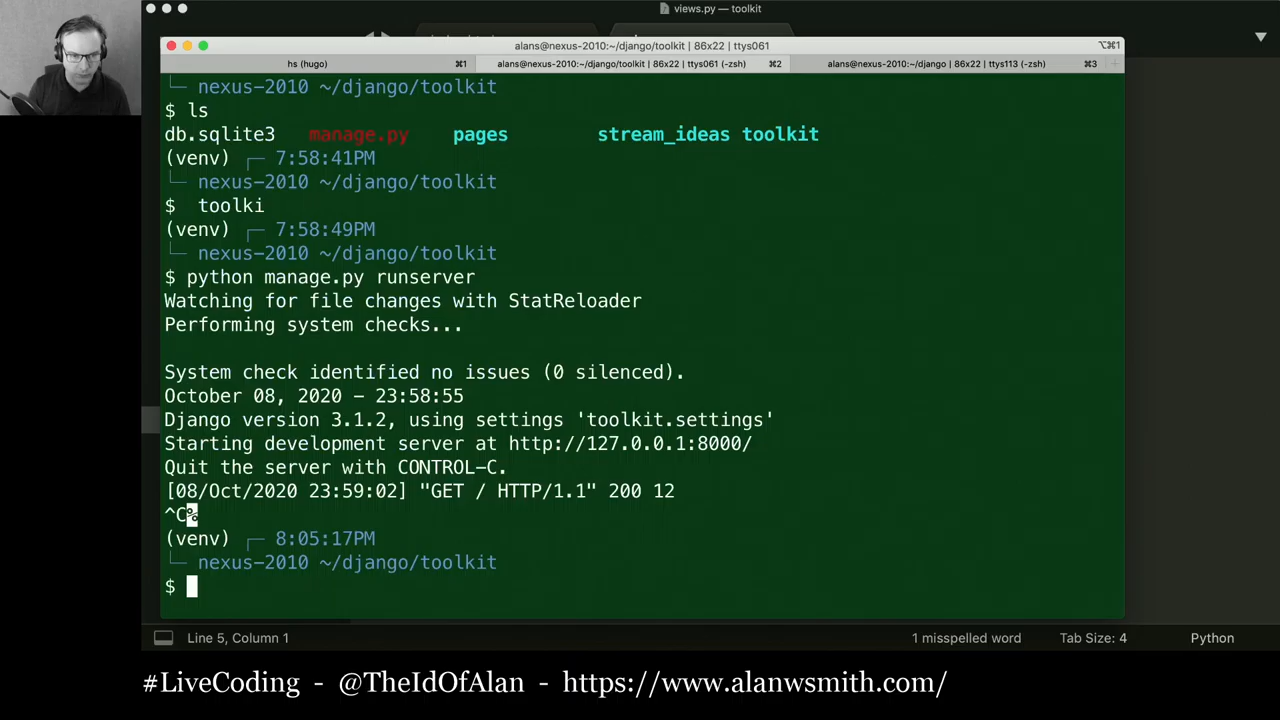 views.py — toolkit
alans@nexus-2010:~/django/toolkit | 86x22 | ttys061
⌥⌘1
hs (hugo) ⌘1 alans@nexus-2010:~/django/toolkit | 86x22 | ttys061 (-zsh) ⌘2 alans@nexus-2010:~/django | 86x22 | ttys113 (-zsh) ⌘3
└─ nexus-2010 ~/django/toolkit
$ ls
db.sqlite3 manage.py pages stream_ideas toolkit
(venv) ┌─ 7:58:41PM
└─ nexus-2010 ~/django/toolkit
$ toolki
(venv) ┌─ 7:58:49PM
└─ nexus-2010 ~/django/toolkit
$ python manage.py runserver
Watching for file changes with StatReloader
Performing system checks...
System check identified no issues (0 silenced).
October 08, 2020 - 23:58:55
Django version 3.1.2, using settings 'toolkit.settings'
Starting development server at http://127.0.0.1:8000/
Quit the server with CONTROL-C.
[08/Oct/2020 23:59:02] "GET / HTTP/1.1" 200 12
^C%
(venv) ┌─ 8:05:17PM
└─ nexus-2010 ~/django/toolkit
$
Line 5, Column 1 1 misspelled word Tab Size: 4 Python
#LiveCoding - @TheIdOfAlan - https://www.alanwsmith.com/